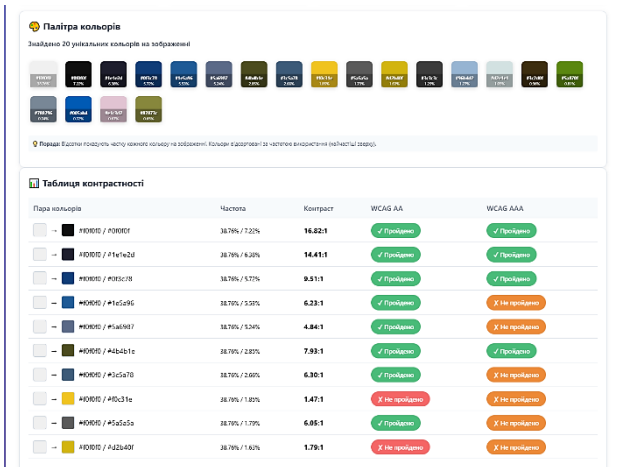 Палітра кольорів
Знайдено 20 унікальних кольорів на зображенні
Порада: Відсотки показують частку кожного кольору на зображенні. Кольори відсортовані за частотою використання (найчастіші зверху).
Таблиця контрастності
Пара кольорів Частота Контраст WCAG AA WCAG AAA
→ #f0f0f0 / #0f0f0f 38.76% / 7.22% 16.82:1 ✓ Пройдено ✓ Пройдено
→ #f0f0f0 / #1e1e2d 38.76% / 6.38% 14.41:1 ✓ Пройдено ✓ Пройдено
→ #f0f0f0 / #0f3c78 38.76% / 5.72% 9.51:1 ✓ Пройдено ✓ Пройдено
→ #f0f0f0 / #1e5a96 38.76% / 5.55% 6.23:1 ✓ Пройдено ✗ Не пройдено
→ #f0f0f0 / #5a6987 38.76% / 5.24% 4.84:1 ✓ Пройдено ✗ Не пройдено
→ #f0f0f0 / #4b4b1e 38.76% / 2.85% 7.93:1 ✓ Пройдено ✓ Пройдено
→ #f0f0f0 / #3c5a78 38.76% / 2.66% 6.30:1 ✓ Пройдено ✗ Не пройдено
→ #f0f0f0 / #f0c31e 38.76% / 1.85% 1.47:1 ✗ Не пройдено ✗ Не пройдено
→ #f0f0f0 / #5a5a5a 38.76% / 1.79% 6.05:1 ✓ Пройдено ✗ Не пройдено
→ #f0f0f0 / #d2b40f 38.76% / 1.63% 1.79:1 ✗ Не пройдено ✗ Не пройдено